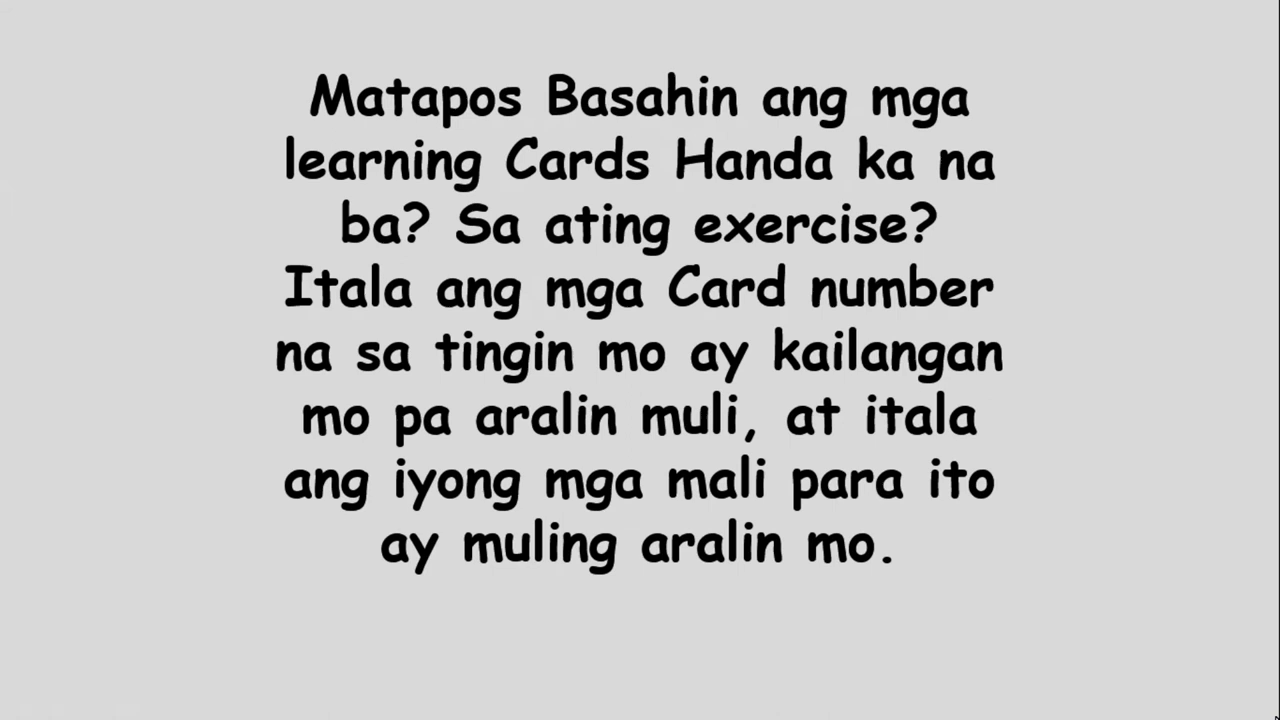 Matapos Basahin ang mga
learning Cards Handa ka na
ba? Sa ating exercise?
Itala ang mga Card number
na sa tingin mo ay kailangan
mo pa aralin muli, at itala
ang iyong mga mali para ito
ay muling aralin mo.